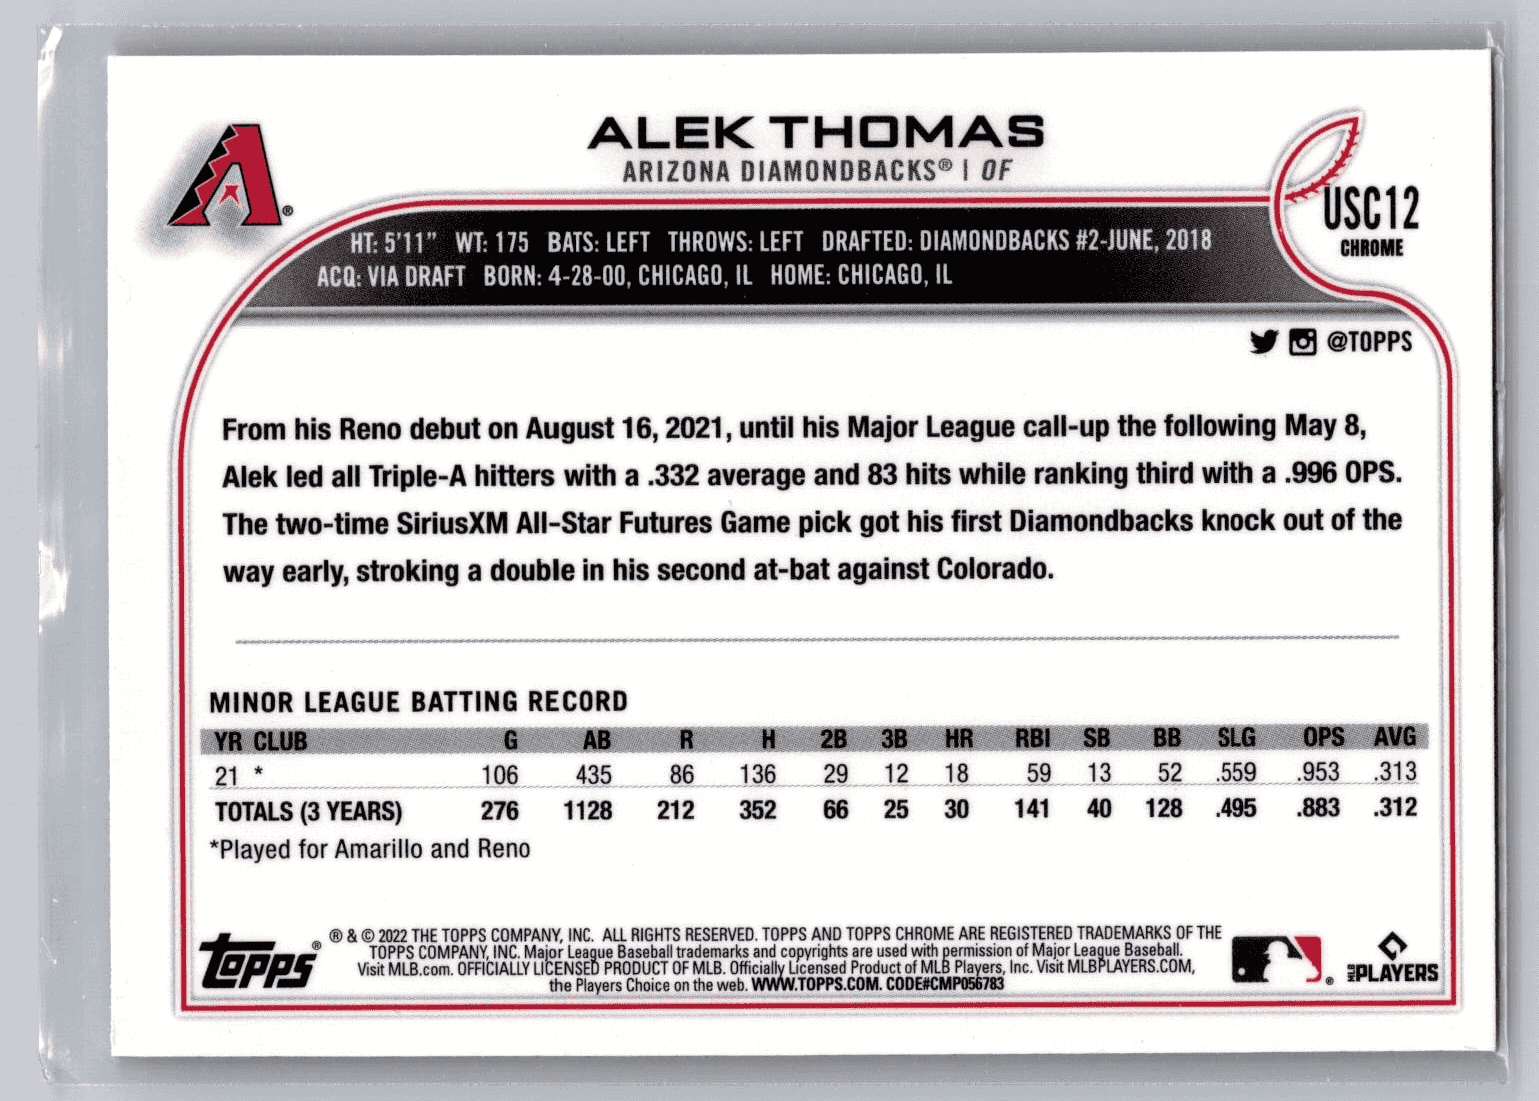 ALEK THOMAS
ARIZONA DIAMONDBACKS® | OF
®
USC12
CHROME
HT: 5'11" WT: 175 BATS: LEFT THROWS: LEFT DRAFTED: DIAMONDBACKS #2-JUNE, 2018
ACQ: VIA DRAFT BORN: 4-28-00, CHICAGO, IL HOME: CHICAGO, IL
@TOPPS
From his Reno debut on August 16, 2021, until his Major League call-up the following May 8,
Alek led all Triple-A hitters with a .332 average and 83 hits while ranking third with a .996 OPS.
The two-time SiriusXM All-Star Futures Game pick got his first Diamondbacks knock out of the
way early, stroking a double in his second at-bat against Colorado.
MINOR LEAGUE BATTING RECORD
YR CLUB G AB R H 2B 3B HR RBI SB BB SLG OPS AVG
21 * 106 435 86 136 29 12 18 59 13 52 .559 .953 .313
TOTALS (3 YEARS) 276 1128 212 352 66 25 30 141 40 128 .495 .883 .312
*Played for Amarillo and Reno
Topps®
® & © 2022 THE TOPPS COMPANY, INC. ALL RIGHTS RESERVED. TOPPS AND TOPPS CHROME ARE REGISTERED TRADEMARKS OF THE
TOPPS COMPANY, INC. Major League Baseball trademarks and copyrights are used with permission of Major League Baseball.
Visit MLB.com. OFFICIALLY LICENSED PRODUCT OF MLB. Officially Licensed Product of MLB Players, Inc. Visit MLBPLAYERS.COM,
the Players Choice on the web. WWW.TOPPS.COM. CODE#CMP056783
®
MLB PLAYERS